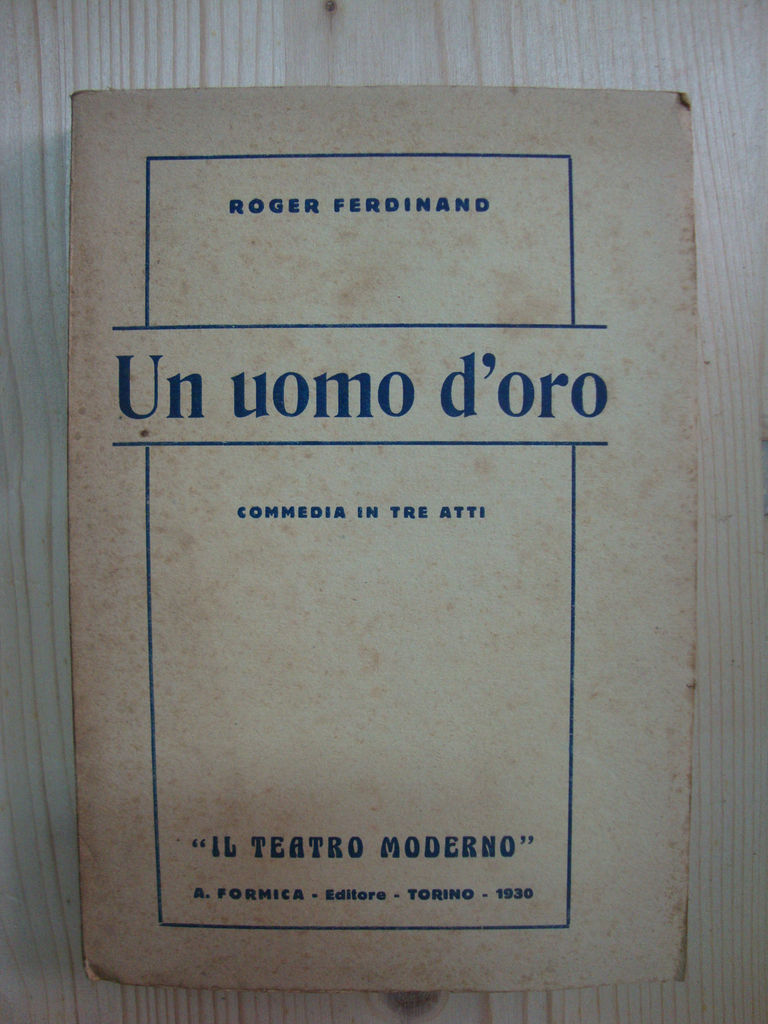 ROGER FERDINAND
Un uomo d'oro
COMMEDIA IN TRE ATTI
“IL TEATRO MODERNO”
A. FORMICA - Editore - TORINO - 1930